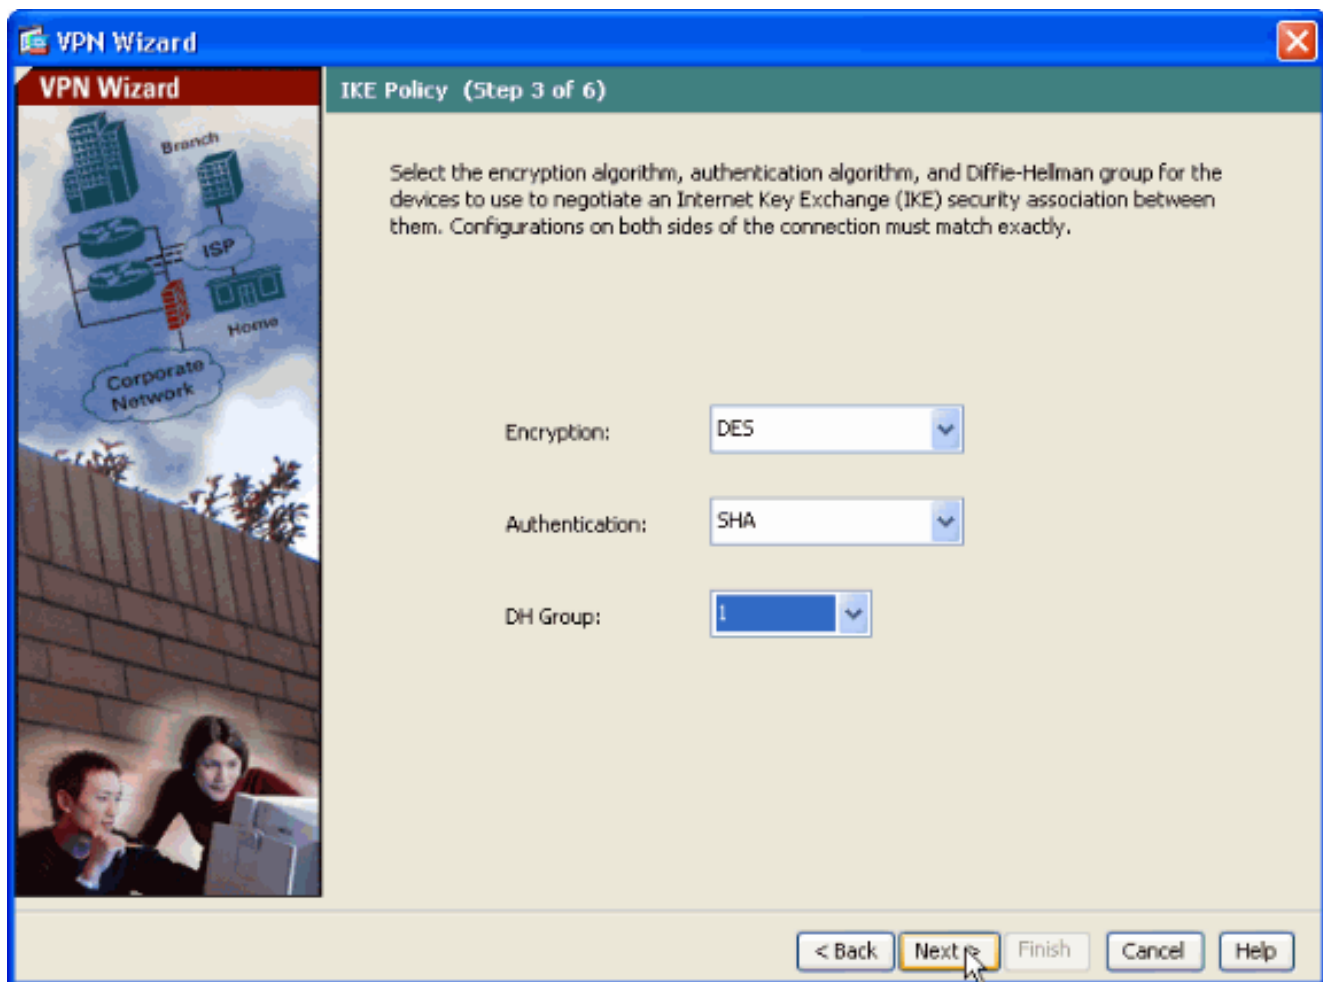 VPN Wizard
VPN Wizard
IKE Policy (Step 3 of 6)
Branch
ISP
Home
Corporate
Network
Select the encryption algorithm, authentication algorithm, and Diffie-Hellman group for the
devices to use to negotiate an Internet Key Exchange (IKE) security association between
them. Configurations on both sides of the connection must match exactly.
Encryption: DES
Authentication: SHA
DH Group: 1
< Back Next > Finish Cancel Help